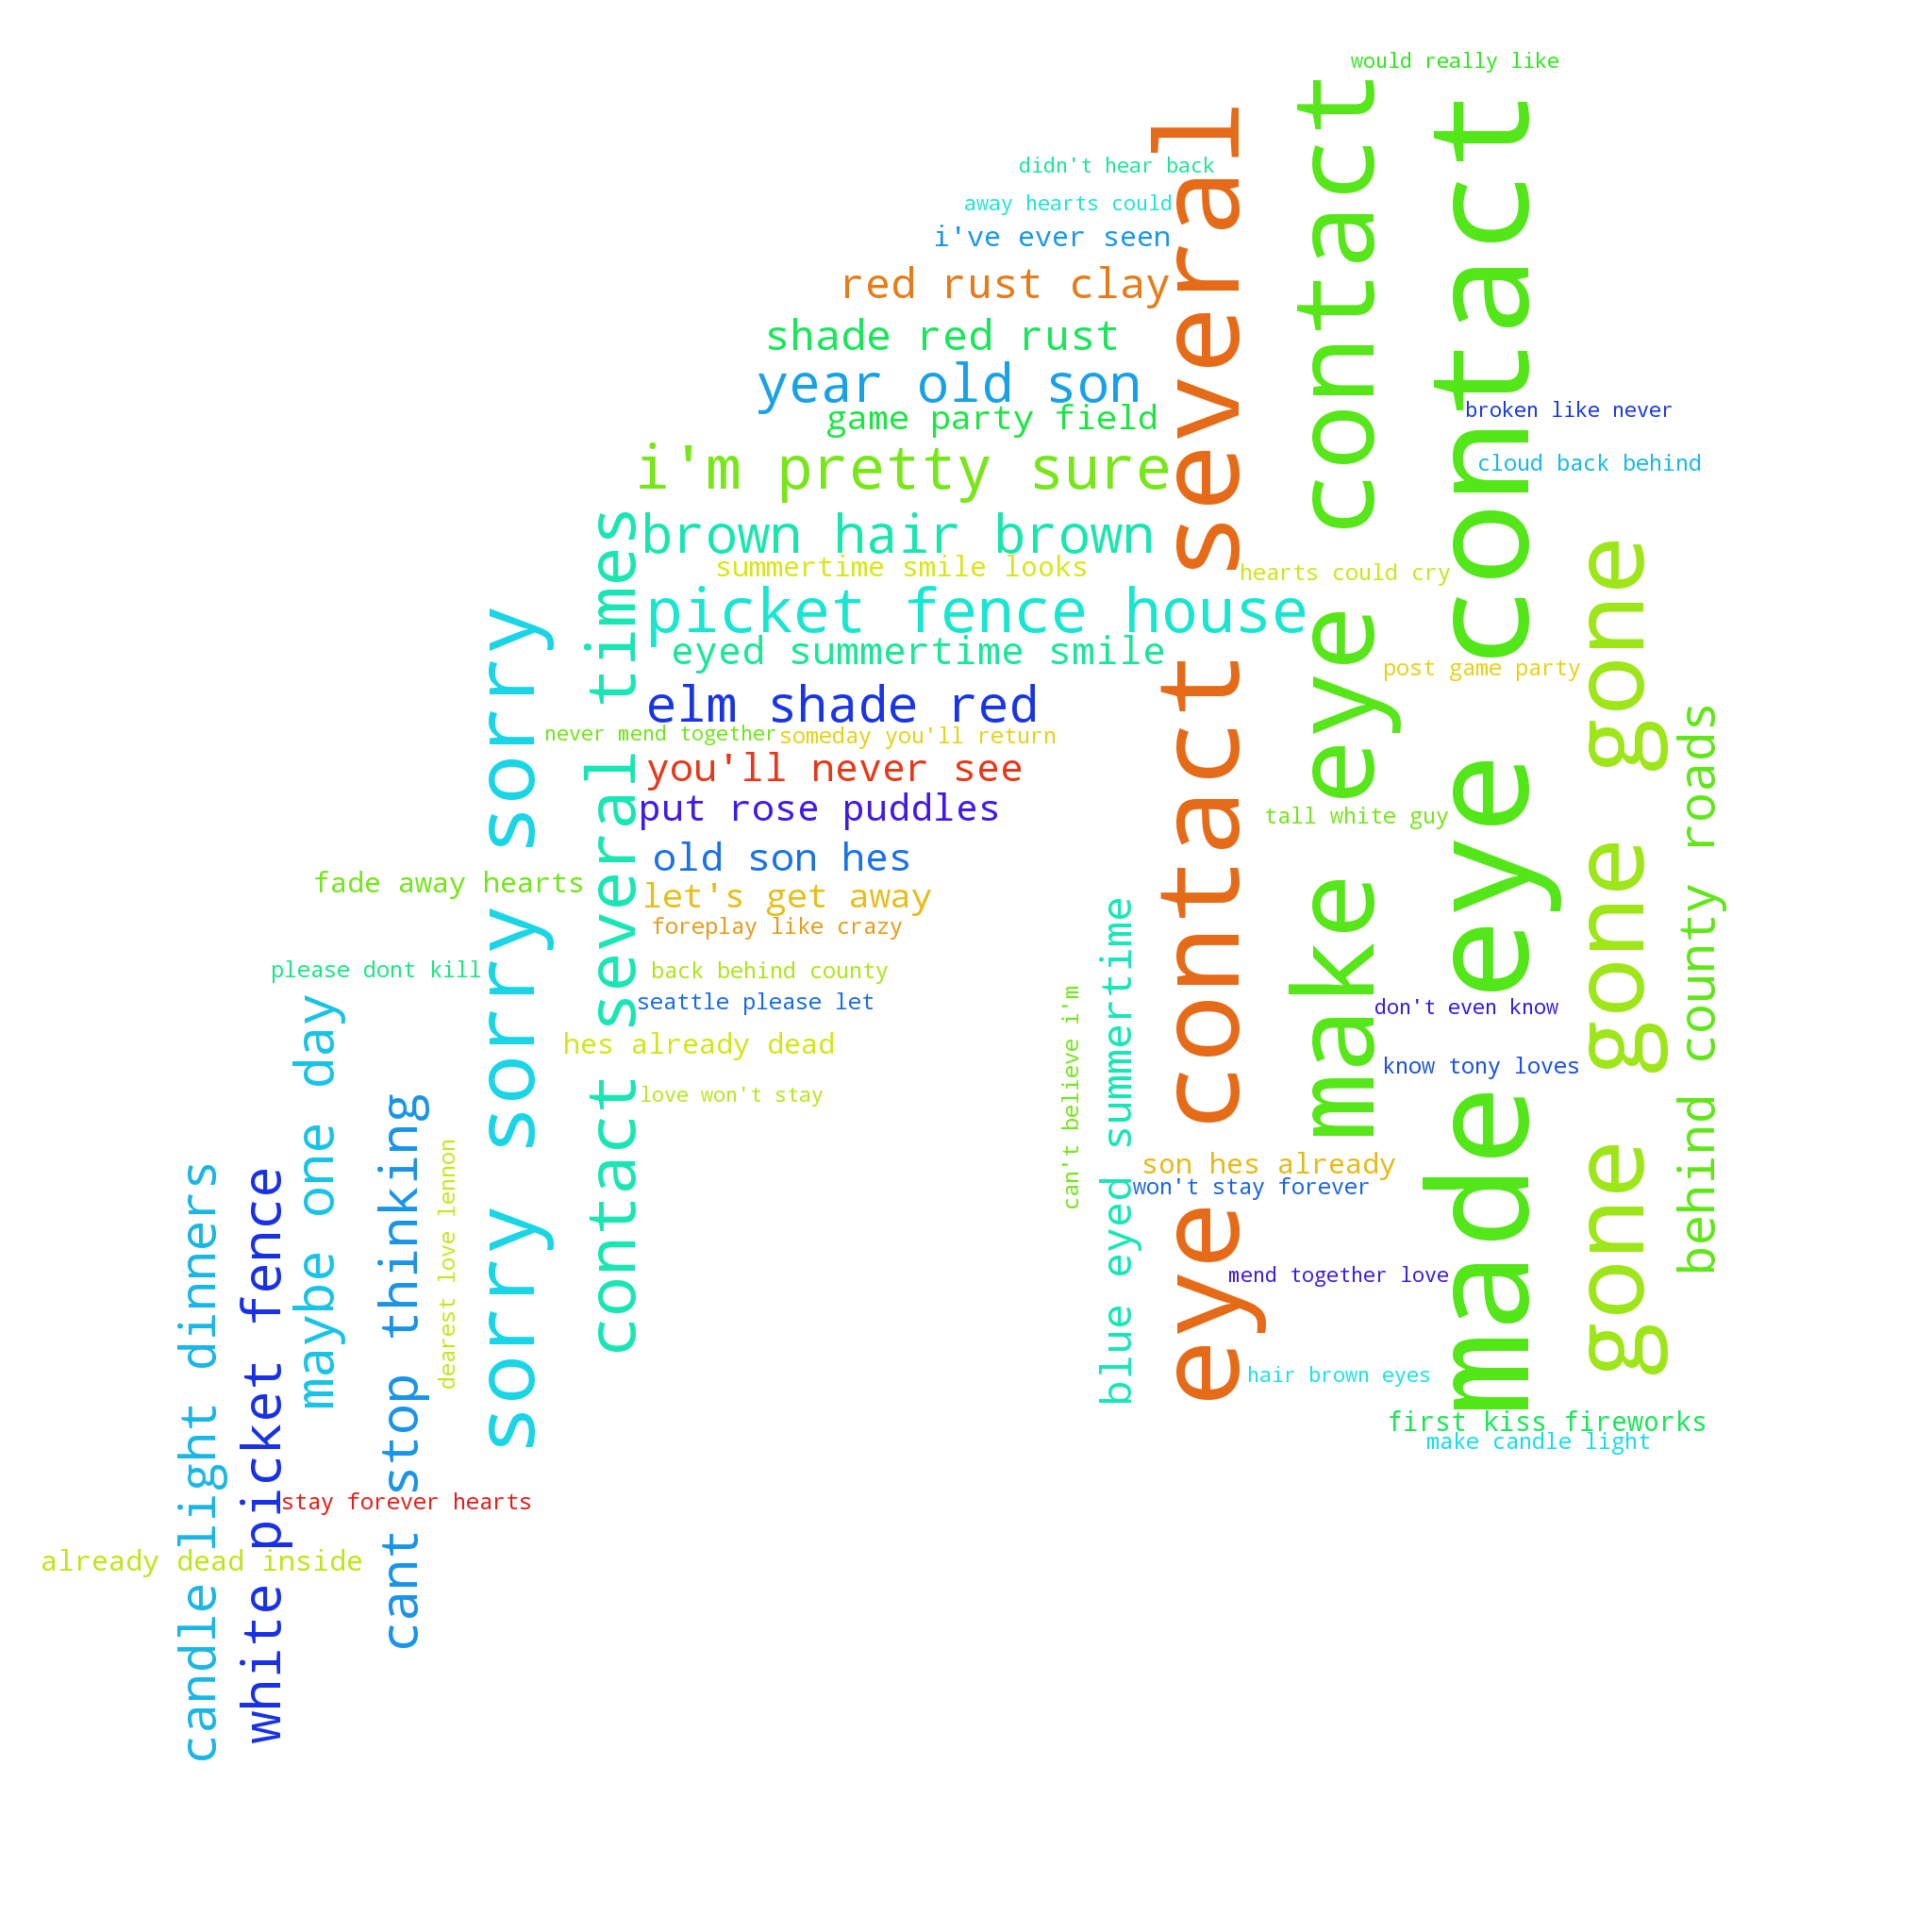 would really like
didn't hear back
away hearts could
i've ever seen
red rust clay
shade red rust
year old son
game party field
i'm pretty sure
brown hair brown
summertime smile looks
picket fence house
eyed summertime smile
elm shade red
never mend together
someday you'll return
you'll never see
put rose puddles
old son hes
let's get away
foreplay like crazy
back behind county
seattle please let
hes already dead
love won't stay
fade away hearts
please dont kill
maybe one day
cant stop thinking
dearest love lennon
candle light dinners
white picket fence
stay forever hearts
already dead inside
sorry sorry sorry
contact several times
eye contact several
make eye contact
made eye contact
gone gone gone
behind county roads
broken like never
cloud back behind
hearts could cry
post game party
tall white guy
blue eyed summertime
can't believe i'm
don't even know
know tony loves
son hes already
won't stay forever
mend together love
hair brown eyes
first kiss fireworks
make candle light